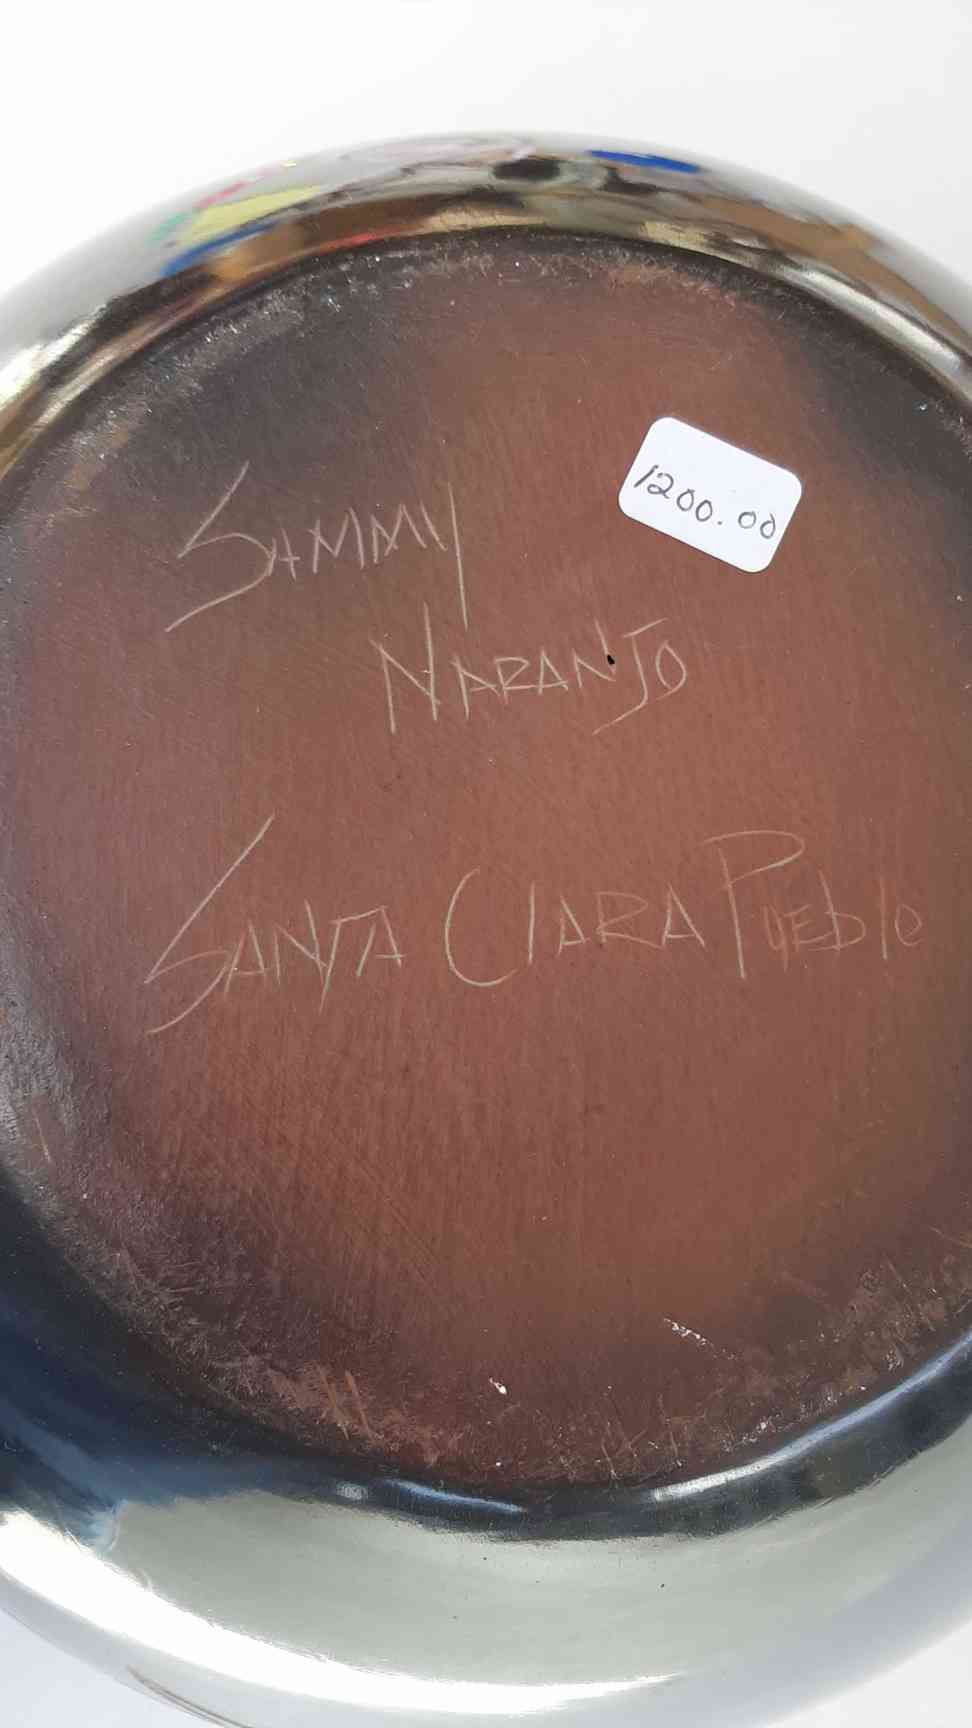 1200.00
SAMMY
NARANJO
SANTA ClARA PUEblo